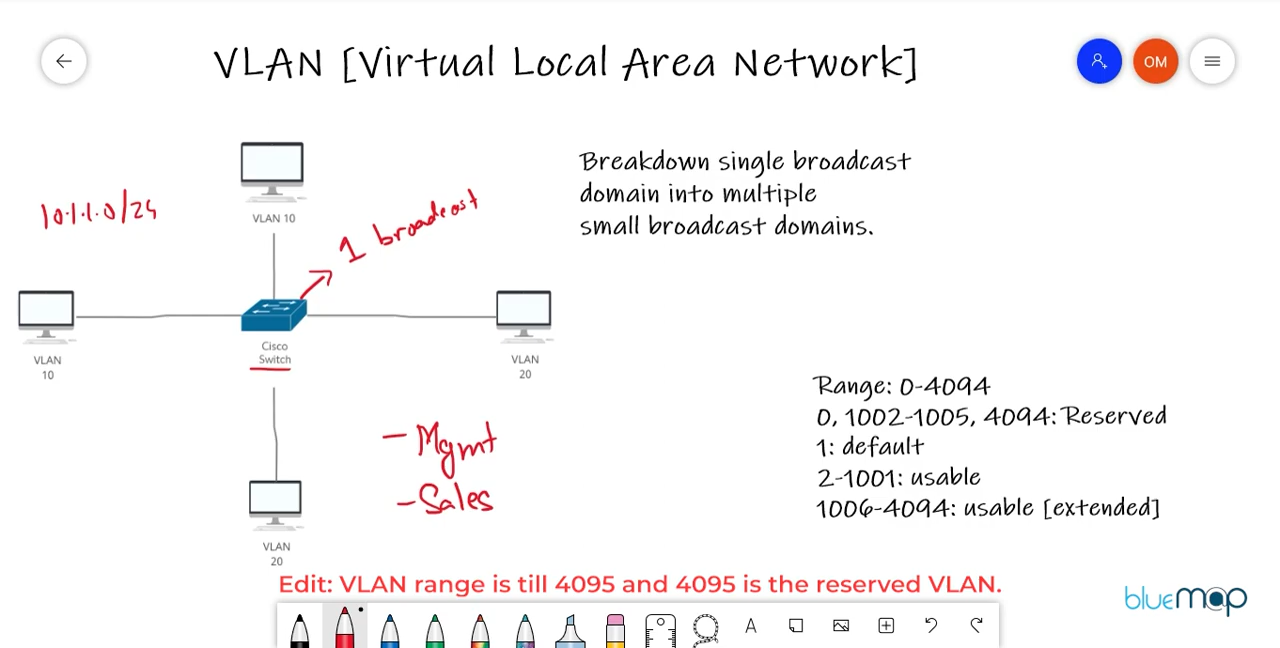 VLAN [Virtual Local Area Network]
OM
Breakdown single broadcast
domain into multiple
small broadcast domains.
10.1.1.0/24
VLAN 10
1 broadcast
VLAN
10
Cisco
Switch
VLAN
20
- Mgmt
- Sales
VLAN
20
Range: 0-4094
0, 1002-1005, 4094: Reserved
1: default
2-1001: usable
1006-4094: usable [extended]
Edit: VLAN range is till 4095 and 4095 is the reserved VLAN.
bluemap
A